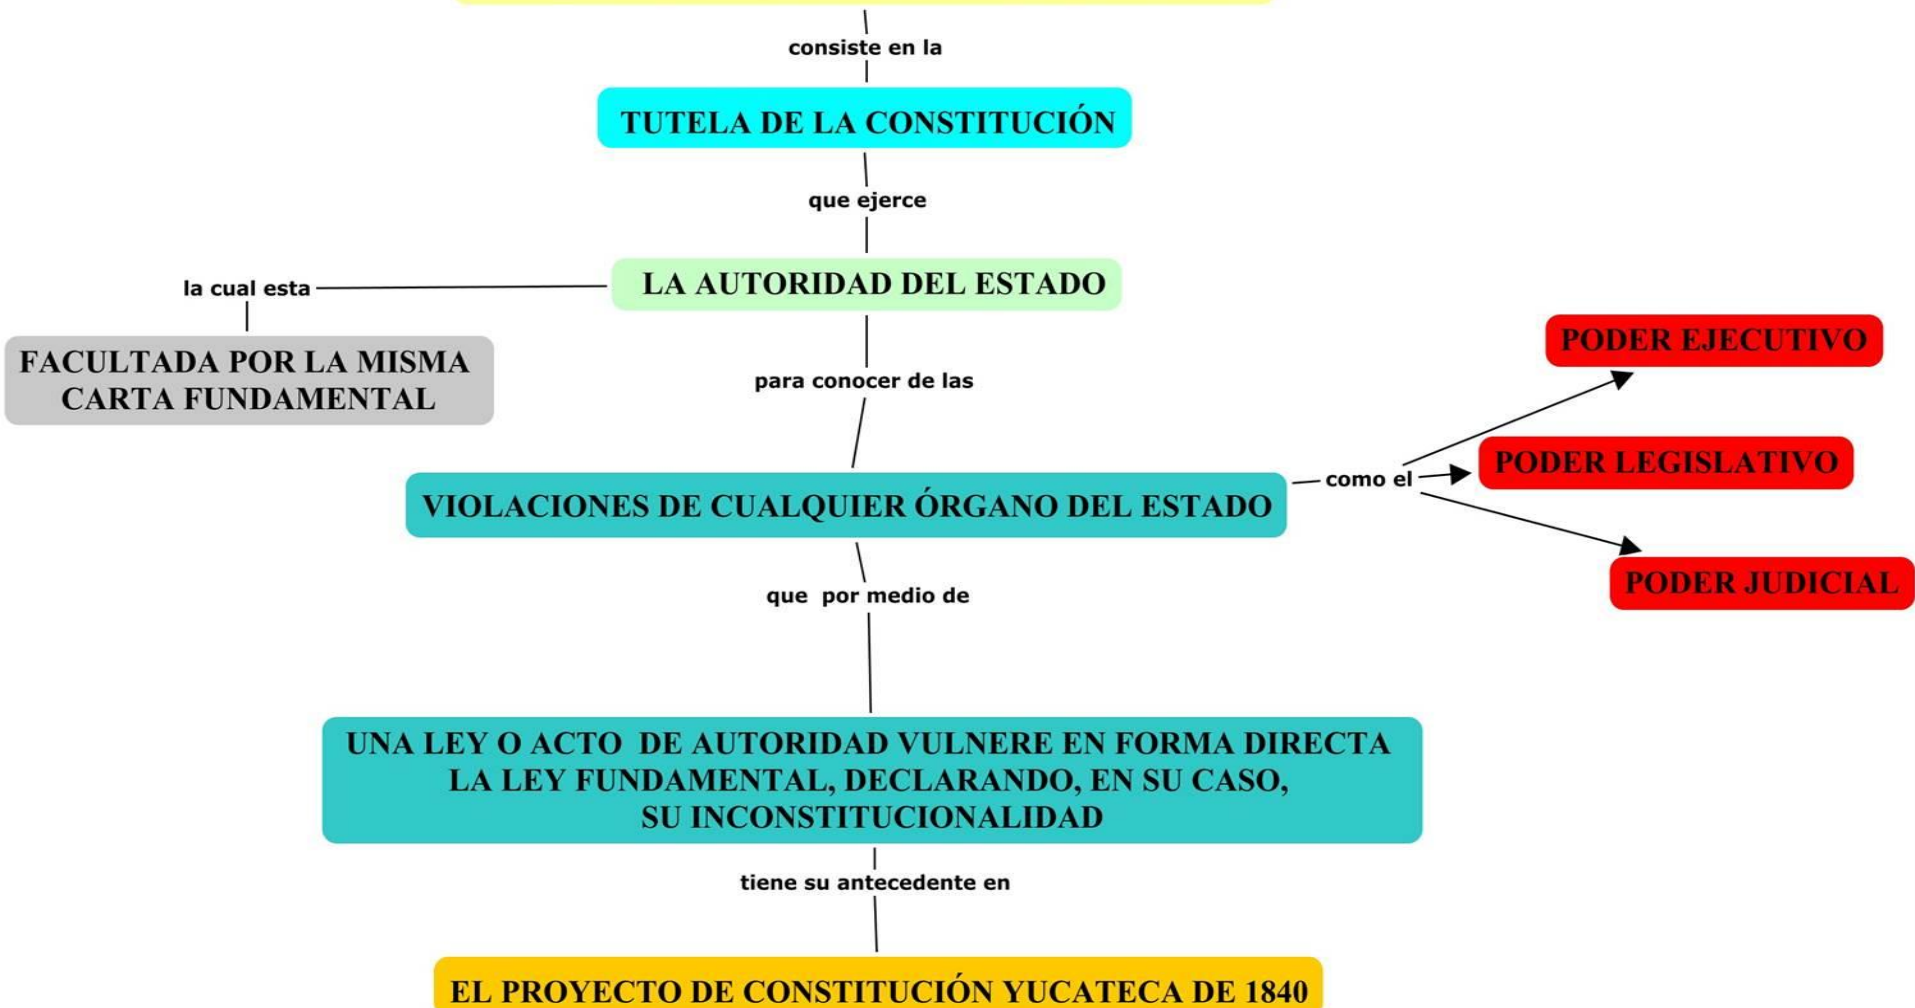 consiste en la
TUTELA DE LA CONSTITUCIÓN
que ejerce
LA AUTORIDAD DEL ESTADO
la cual esta
FACULTADA POR LA MISMA
CARTA FUNDAMENTAL
para conocer de las
VIOLACIONES DE CUALQUIER ÓRGANO DEL ESTADO
como el
PODER EJECUTIVO
PODER LEGISLATIVO
PODER JUDICIAL
que por medio de
UNA LEY O ACTO DE AUTORIDAD VULNERE EN FORMA DIRECTA
LA LEY FUNDAMENTAL, DECLARANDO, EN SU CASO,
SU INCONSTITUCIONALIDAD
tiene su antecedente en
EL PROYECTO DE CONSTITUCIÓN YUCATECA DE 1840